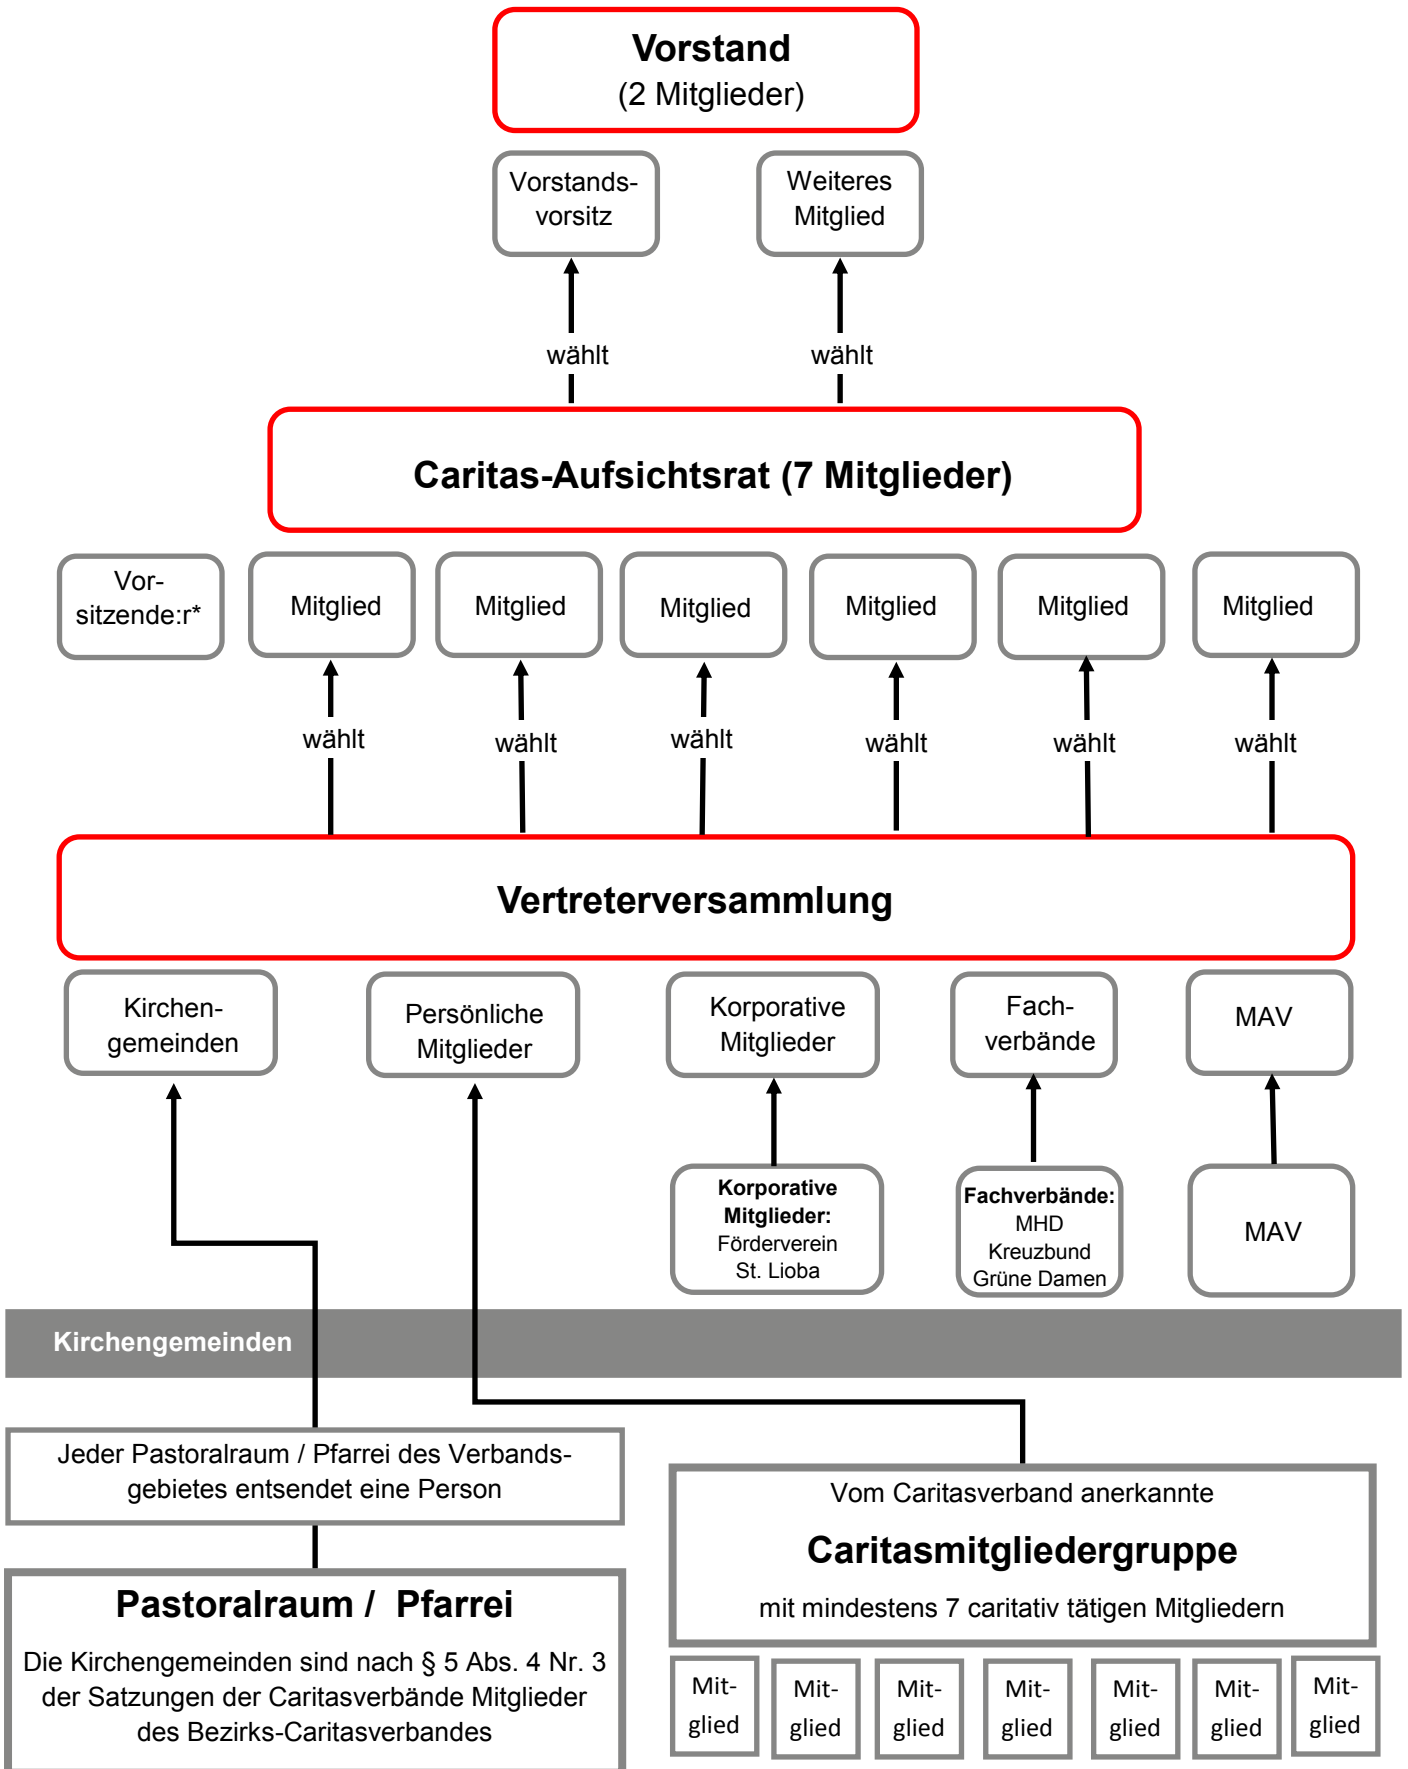 Vorstand
(2 Mitglieder)
Vorstands-
vorsitz
Weiteres
Mitglied
wählt
wählt
Caritas-Aufsichtsrat (7 Mitglieder)
Vor-
sitzende:r*
Mitglied
Mitglied
Mitglied
Mitglied
Mitglied
Mitglied
wählt
wählt
wählt
wählt
wählt
wählt
Vertreterversammlung
Kirchen-
gemeinden
Persönliche
Mitglieder
Korporative
Mitglieder
Fach-
verbände
MAV
Korporative
Mitglieder:
Förderverein
St. Lioba
Fachverbände:
MHD
Kreuzbund
Grüne Damen
MAV
Kirchengemeinden
Jeder Pastoralraum / Pfarrei des Verbands-
gebietes entsendet eine Person
Pastoralraum / Pfarrei
Die Kirchengemeinden sind nach § 5 Abs. 4 Nr. 3
der Satzungen der Caritasverbände Mitglieder
des Bezirks-Caritasverbandes
Vom Caritasverband anerkannte
Caritasmitgliedergruppe
mit mindestens 7 caritativ tätigen Mitgliedern
Mit-
glied
Mit-
glied
Mit-
glied
Mit-
glied
Mit-
glied
Mit-
glied
Mit-
glied